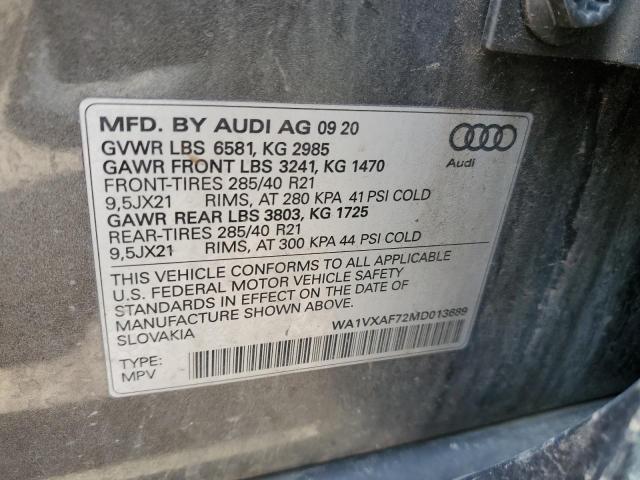 MFD. BY AUDI AG 09 20
GVWR LBS 6581, KG 2985
GAWR FRONT LBS 3241, KG 1470
FRONT-TIRES 285/40 R21
9,5JX21 RIMS, AT 280 KPA 41 PSI COLD
GAWR REAR LBS 3803, KG 1725
REAR-TIRES 285/40 R21
9,5JX21 RIMS, AT 300 KPA 44 PSI COLD
THIS VEHICLE CONFORMS TO ALL APPLICABLE
U.S. FEDERAL MOTOR VEHICLE SAFETY
STANDARDS IN EFFECT ON THE DATE OF
MANUFACTURE SHOWN ABOVE.
SLOVAKIA
Audi
WA1VXAF72MD013689
TYPE:
MPV